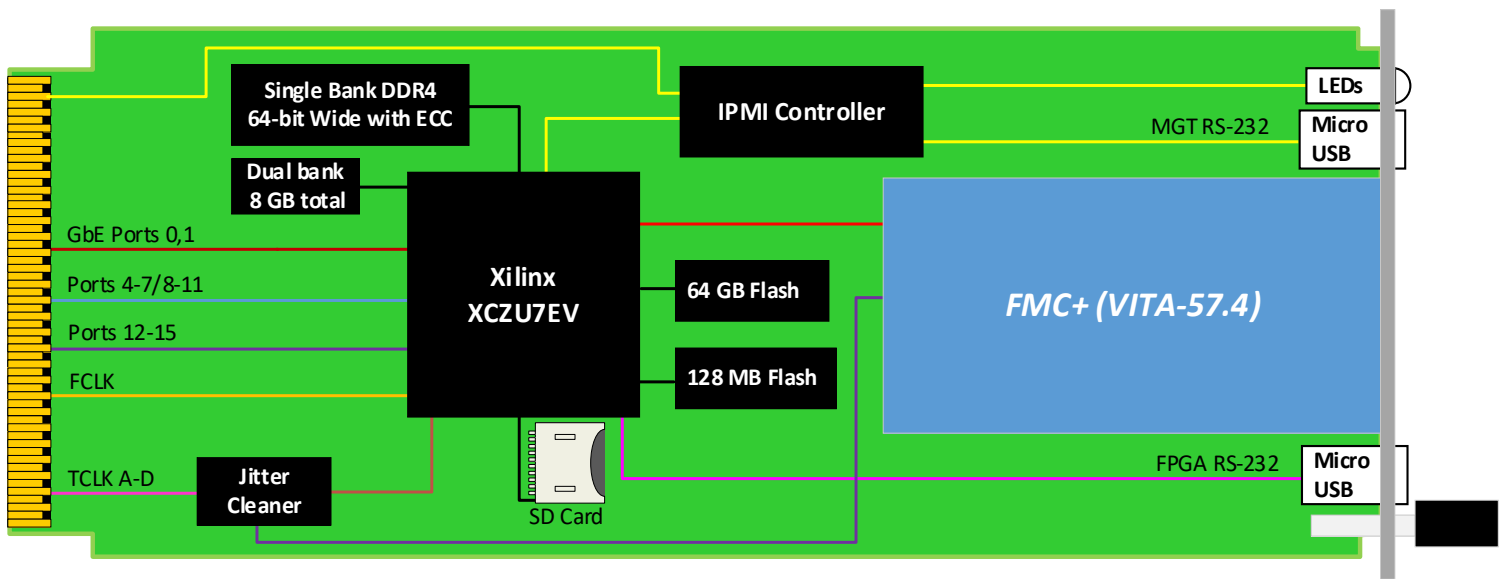 Single Bank DDR4
64-bit Wide with ECC
IPMI Controller
LEDs
MGT RS-232
Micro
USB
Dual bank
8 GB total
GbE Ports 0,1
Ports 4-7/8-11
Ports 12-15
FCLK
TCLK A-D
Xilinx
XCZU7EV
64 GB Flash
128 MB Flash
FMC+ (VITA-57.4)
Jitter
Cleaner
SD Card
FPGA RS-232
Micro
USB